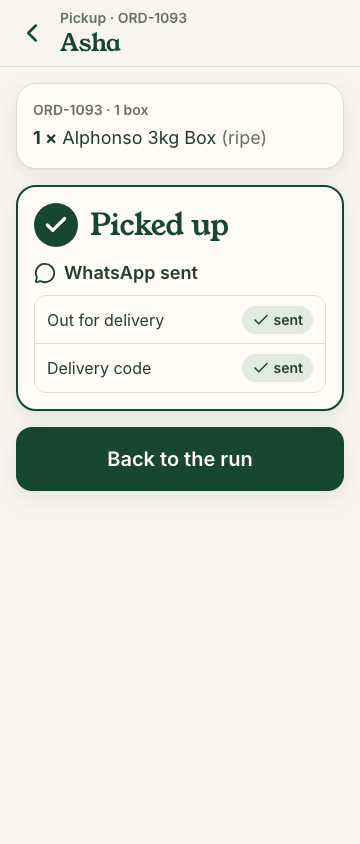 Pickup · ORD-1093
Asha
ORD-1093 · 1 box
1 × Alphonso 3kg Box (ripe)
Picked up
WhatsApp sent
Out for delivery
sent
Delivery code
sent
Back to the run